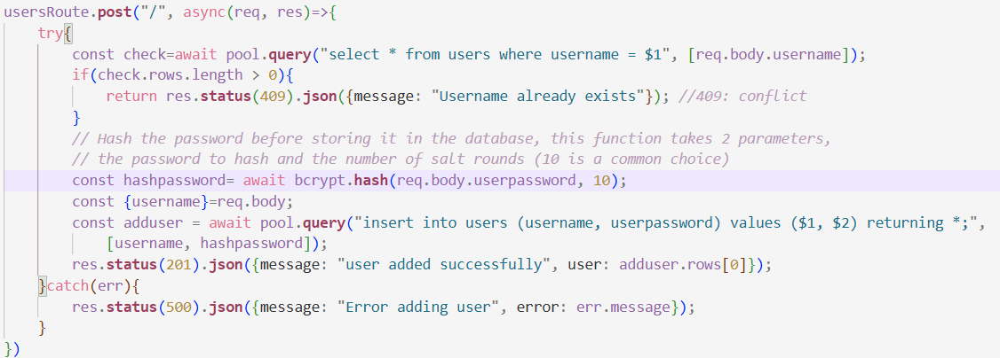 usersRoute.post("/", async(req, res)=>{
    try{
        const check=await pool.query("select * from users where username = $1", [req.body.username]);
        if(check.rows.length > 0){
            return res.status(409).json({message: "Username already exists"}); //409: conflict
        }
        // Hash the password before storing it in the database, this function takes 2 parameters,
        // the password to hash and the number of salt rounds (10 is a common choice)
        const hashpassword= await bcrypt.hash(req.body.userpassword, 10);
        const {username}=req.body;
        const adduser = await pool.query("insert into users (username, userpassword) values ($1, $2) returning *;",
            [username, hashpassword]);
        res.status(201).json({message: "user added successfully", user: adduser.rows[0]});
    }catch(err){
        res.status(500).json({message: "Error adding user", error: err.message});
    }
})